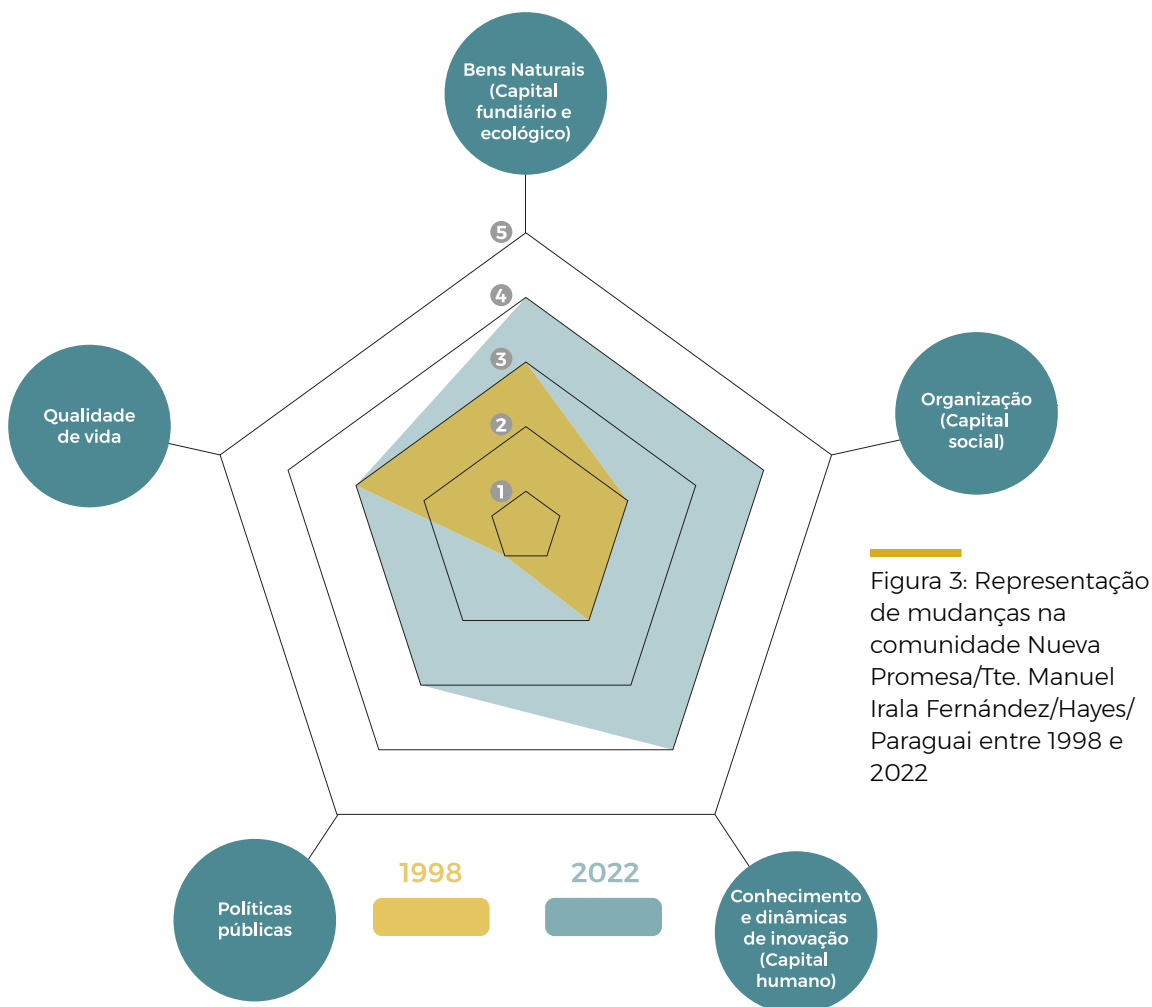 Bens Naturais
(Capital
fundiário e
ecológico)
5
4
3
2
1
Qualidade
de vida
Organização
(Capital
social)
Figura 3: Representação
de mudanças na
comunidade Nueva
Promesa/Tte. Manuel
Irala Fernández/Hayes/
Paraguai entre 1998 e
2022
Políticas
públicas
1998
2022
Conhecimento
e dinâmicas
de inovação
(Capital
humano)